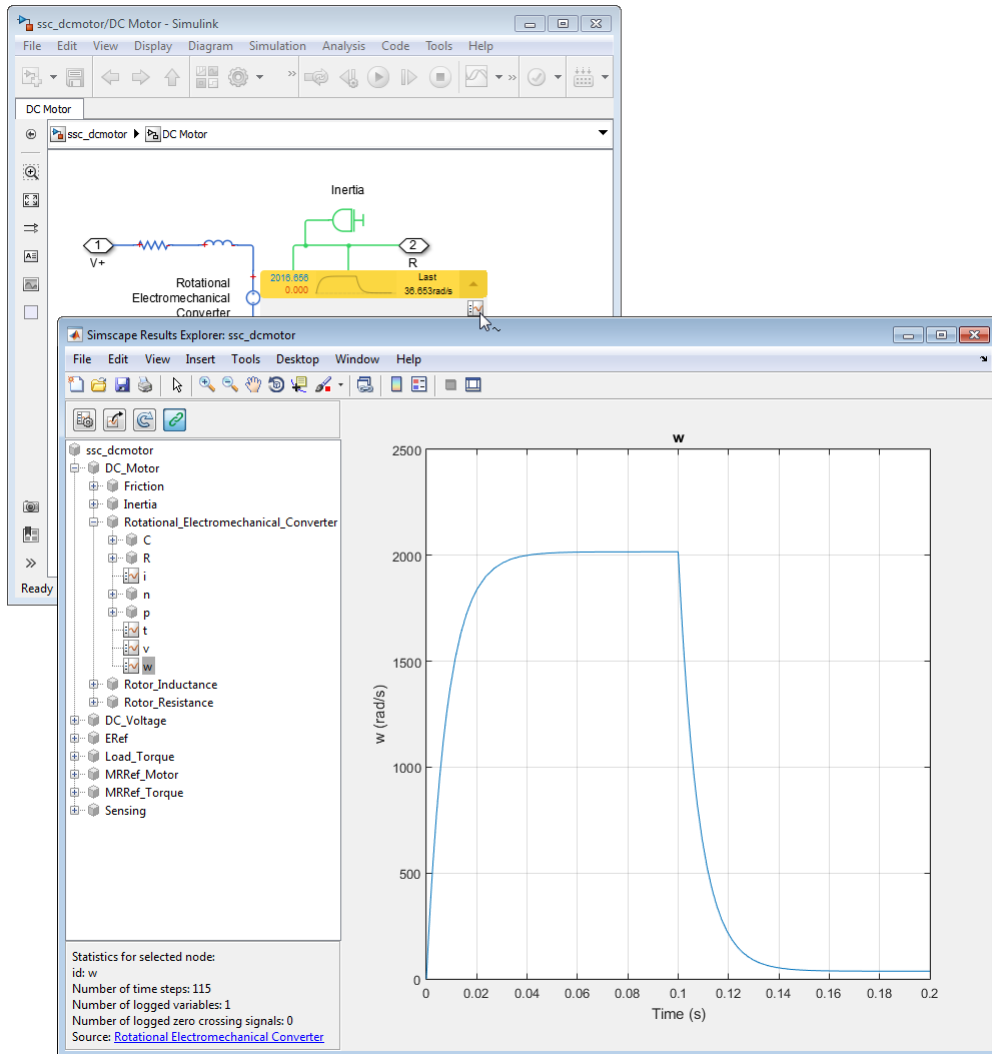 ssc_dcmotor/DC Motor - Simulink
File Edit View Display Diagram Simulation Analysis Code Tools Help
DC Motor
ssc_dcmotor DC Motor
Inertia
1
V+
2
R
Rotational
Electromechanical
Converter
2016.656
0.000
Last
36.653rad/s
Ready
Simscape Results Explorer: ssc_dcmotor
File Edit View Insert Tools Desktop Window Help
ssc_dcmotor
DC_Motor
Friction
Inertia
Rotational_Electromechanical_Converter
C
R
i
n
p
t
v
w
Rotor_Inductance
Rotor_Resistance
DC_Voltage
ERef
Load_Torque
MRRef_Motor
MRRef_Torque
Sensing
Statistics for selected node:
id: w
Number of time steps: 115
Number of logged variables: 1
Number of logged zero crossing signals: 0
Source: Rotational Electromechanical Converter
w
2500
2000
1500
1000
500
0
w (rad/s)
0 0.02 0.04 0.06 0.08 0.1 0.12 0.14 0.16 0.18 0.2
Time (s)